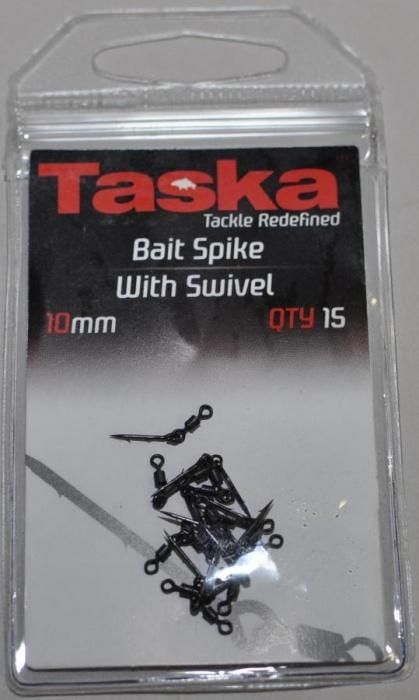 Taska
Tackle Redefined
Bait Spike
With Swivel
10mm QTY 15